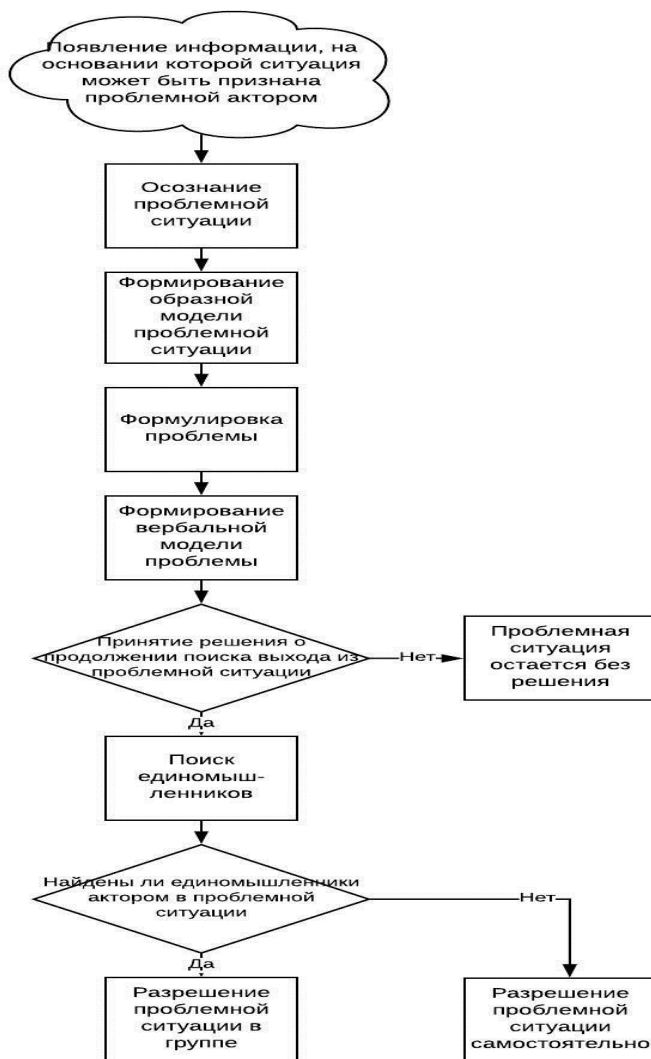 Появление информации, на
основании которой ситуация
может быть признана
проблемной актором
Осознание
проблемной
ситуации
Формирование
образной
модели
проблемной
ситуации
Формулировка
проблемы
Формирование
вербальной
модели
проблемы
Принятие решения о
продолжении поиска выхода из
проблемной ситуации
Нет
Проблемная
ситуация
остается без
решения
Да
Поиск
единомыш-
ленников
Найдены ли единомышленники
актором в проблемной
ситуации
Нет
Да
Разрешение
проблемной
ситуации в
группе
Разрешение
проблемной
ситуации
самостоятельно